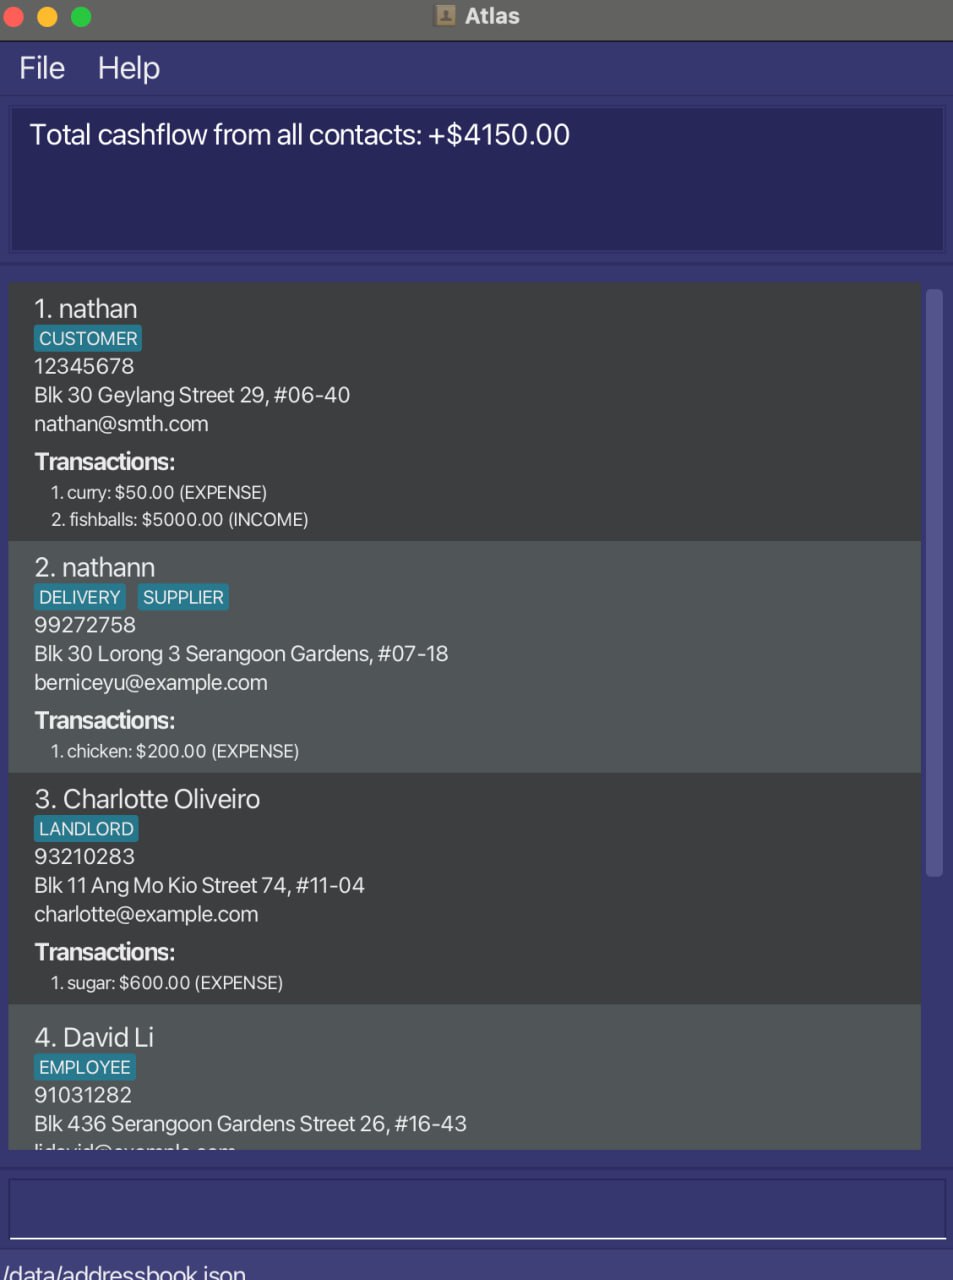 Atlas
File Help
Total cashflow from all contacts: +$4150.00
1. nathan
CUSTOMER
12345678
Blk 30 Geylang Street 29, #06-40
nathan@smth.com
Transactions:
1. curry: $50.00 (EXPENSE)
2. fishballs: $5000.00 (INCOME)
2. nathann
DELIVERY SUPPLIER
99272758
Blk 30 Lorong 3 Serangoon Gardens, #07-18
berniceyu@example.com
Transactions:
1. chicken: $200.00 (EXPENSE)
3. Charlotte Oliveiro
LANDLORD
93210283
Blk 11 Ang Mo Kio Street 74, #11-04
charlotte@example.com
Transactions:
1. sugar: $600.00 (EXPENSE)
4. David Li
EMPLOYEE
91031282
Blk 436 Serangoon Gardens Street 26, #16-43
lidavid@example.com
/data/addressbook.json